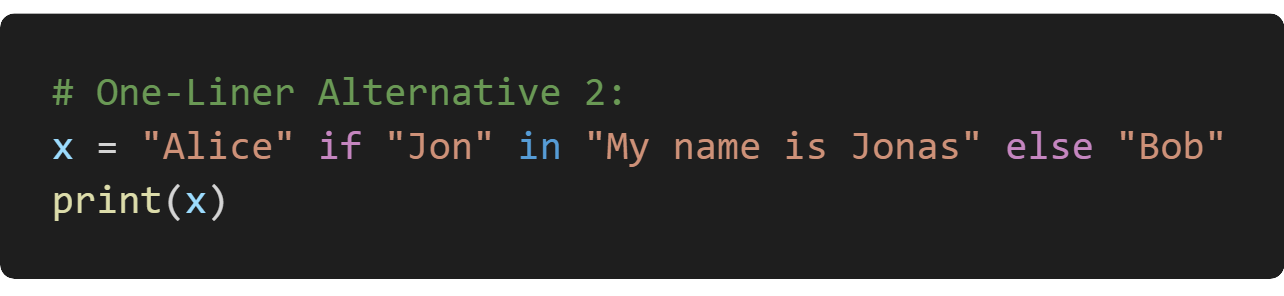 # One-Liner Alternative 2:
x = "Alice" if "Jon" in "My name is Jonas" else "Bob"
print(x)